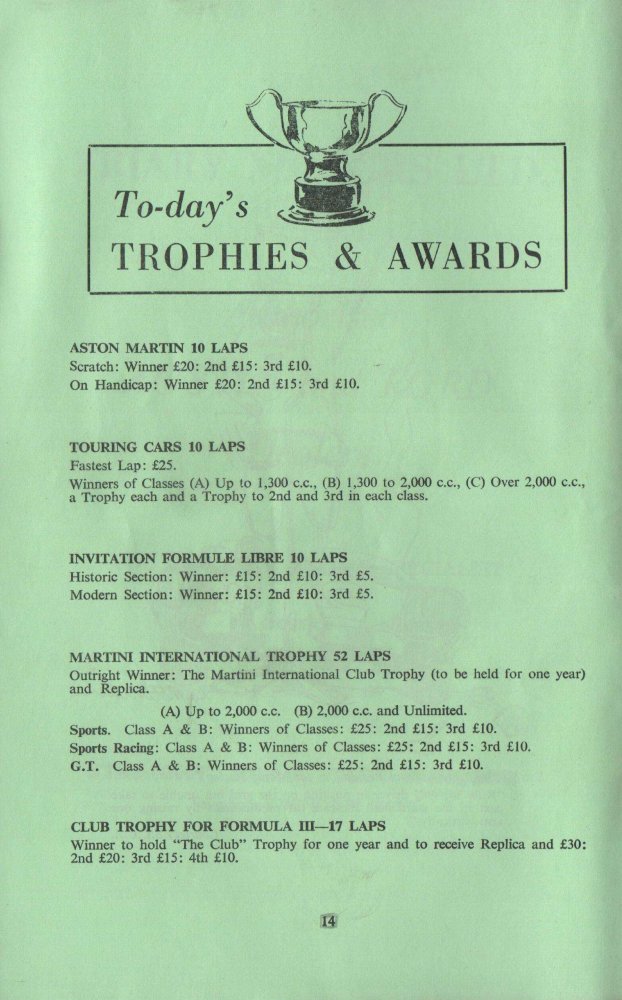 To-day's
TROPHIES & AWARDS
ASTON MARTIN 10 LAPS
Scratch: Winner £20: 2nd £15: 3rd £10.
On Handicap: Winner £20: 2nd £15: 3rd £10.
TOURING CARS 10 LAPS
Fastest Lap: £25.
Winners of Classes (A) Up to 1,300 c.c., (B) 1,300 to 2,000 c.c., (C) Over 2,000 c.c.,
a Trophy each and a Trophy to 2nd and 3rd in each class.
INVITATION FORMULE LIBRE 10 LAPS
Historic Section: Winner: £15: 2nd £10: 3rd £5.
Modern Section: Winner: £15: 2nd £10: 3rd £5.
MARTINI INTERNATIONAL TROPHY 52 LAPS
Outright Winner: The Martini International Club Trophy (to be held for one year)
and Replica.
(A) Up to 2,000 c.c. (B) 2,000 c.c. and Unlimited.
Sports. Class A & B: Winners of Classes: £25: 2nd £15: 3rd £10.
Sports Racing: Class A & B: Winners of Classes: £25: 2nd £15: 3rd £10.
G.T. Class A & B: Winners of Classes: £25: 2nd £15: 3rd £10.
CLUB TROPHY FOR FORMULA III—17 LAPS
Winner to hold "The Club" Trophy for one year and to receive Replica and £30:
2nd £20: 3rd £15: 4th £10.
14